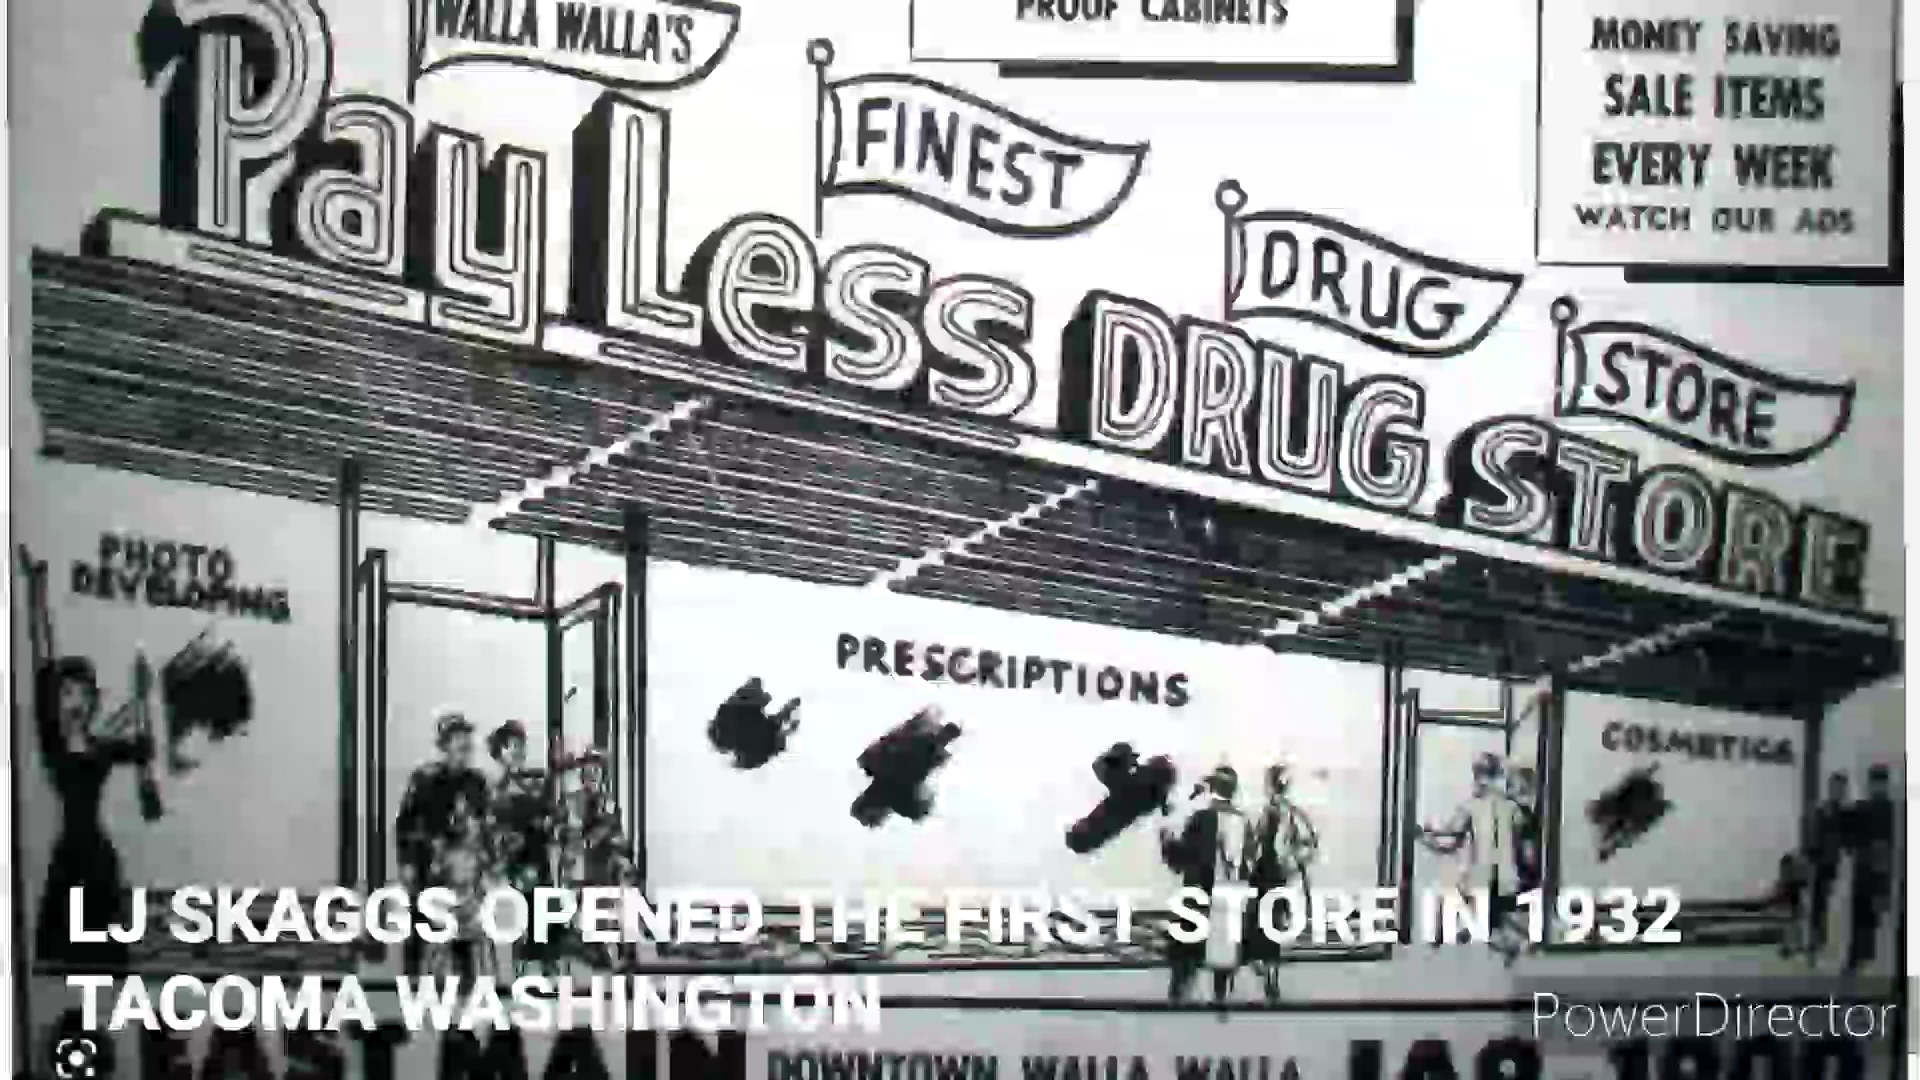 WALLA WALLA'S
PROOF CABINETS
MONEY SAVING
SALE ITEMS
EVERY WEEK
WATCH OUR ADS
FINEST
DRUG
STORE
Pay Less DRUG STORE
PHOTO
DEVELOPING
PRESCRIPTIONS
COSMETICS
LJ SKAGGS OPENED THE FIRST STORE IN 1932
TACOMA WASHINGTON
PowerDirector
EAST MAIN
DOWNTOWN WALLA WALLA